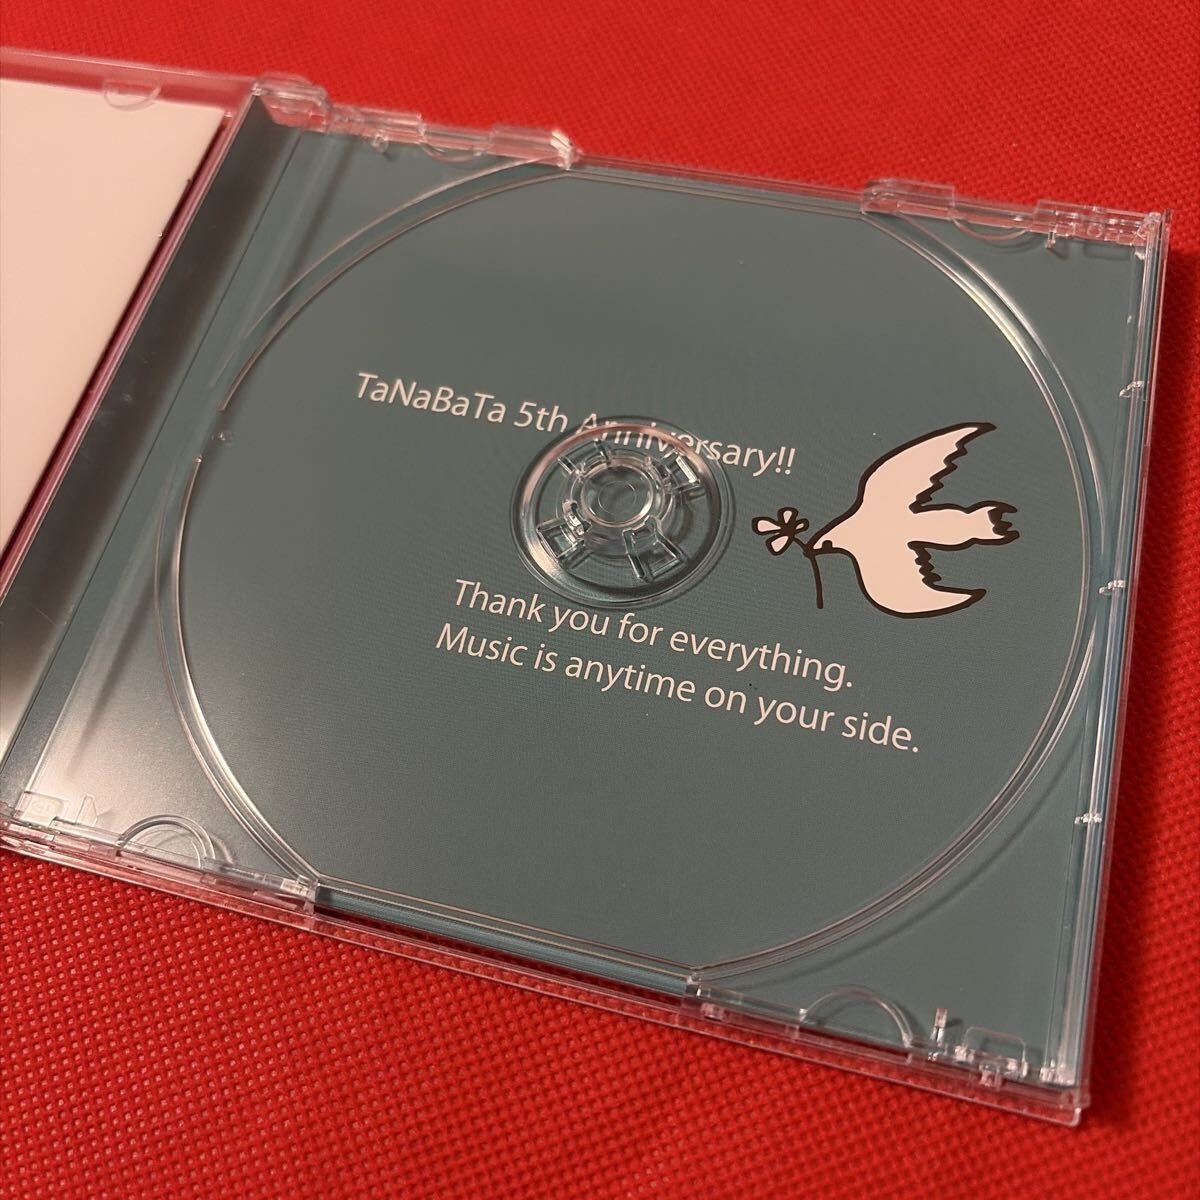 TaNaBaTa 5th Anniversary!!
Thank you for everything.
Music is anytime on your side.